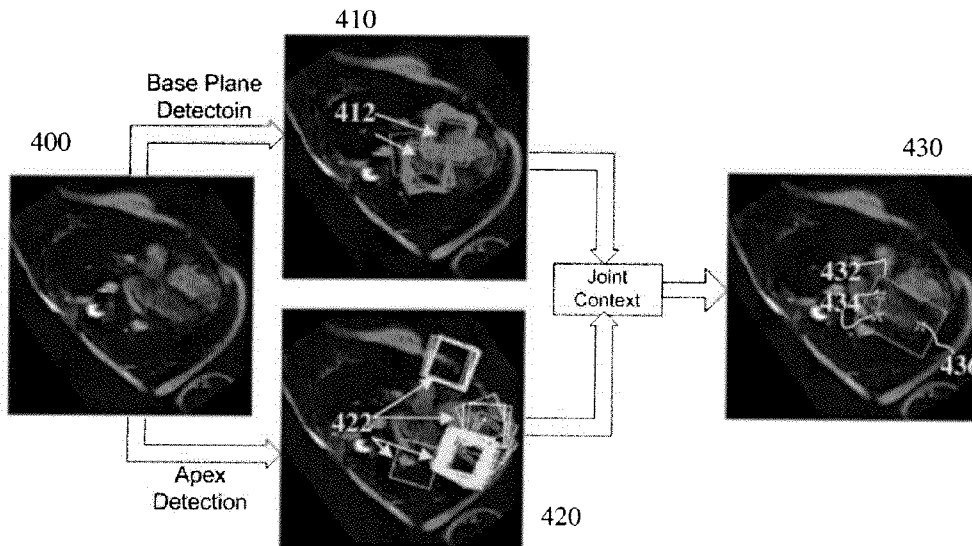 410
Base Plane
Detectoin
412
400
430
432
434
436
Joint
Context
422
Apex
Detection
420